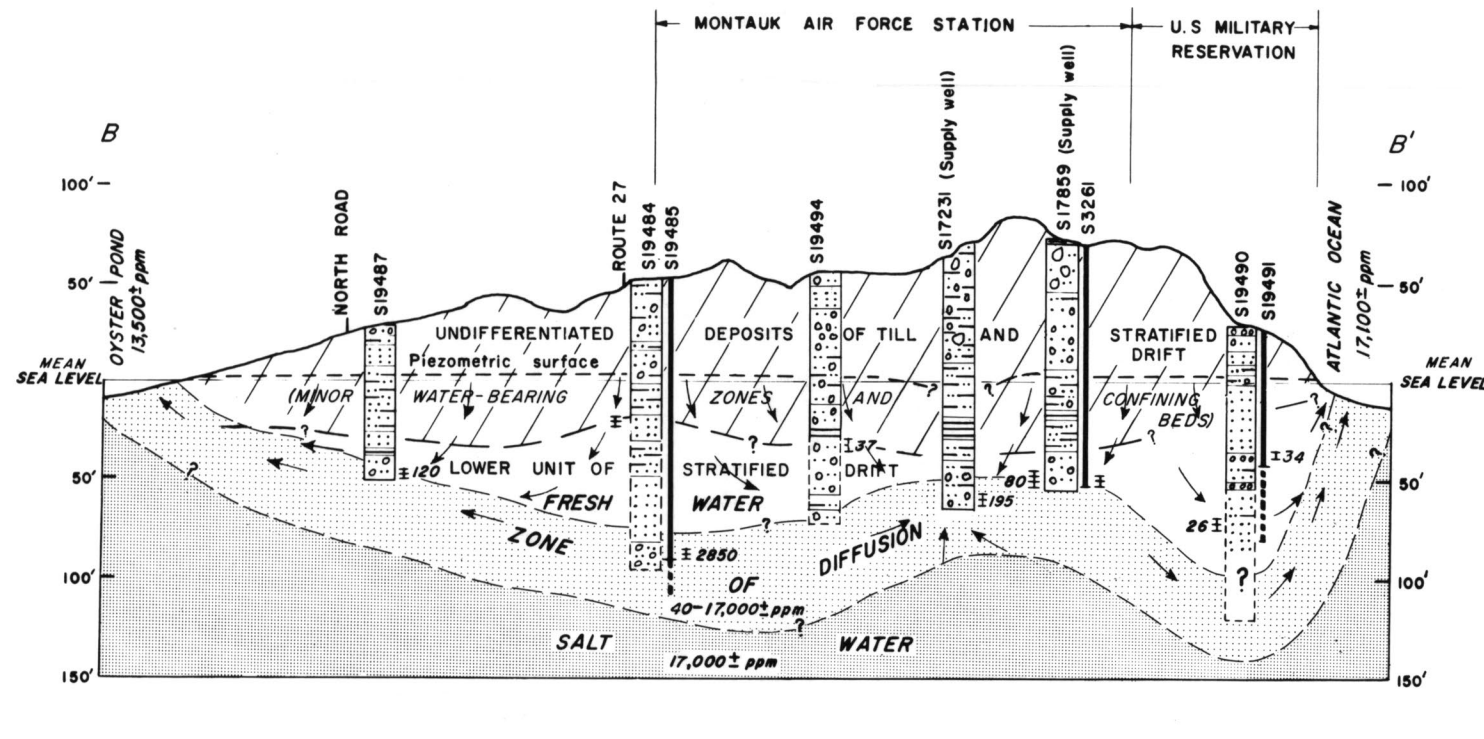 MONTAUK AIR FORCE STATION
U.S MILITARY
RESERVATION
B
B'
100'
100'
50'
50'
MEAN
SEA LEVEL
MEAN
SEA LEVEL
50'
50'
100'
100'
150'
150'
OYSTER POND
13,500± ppm
NORTH ROAD
S19487
ROUTE 27
S19484
S19485
S19494
S17231 (Supply well)
S17859 (Supply well)
S3261
S19490
S19491
ATLANTIC OCEAN
17,100± ppm
UNDIFFERENTIATED DEPOSITS OF TILL AND STRATIFIED
DRIFT
Piezometric surface
? ?
(MINOR WATER-BEARING ZONES AND CONFINING
BEDS)
?
?
?
?
?
37
34
120
LOWER UNIT OF STRATIFIED DRIFT
80
195
26
FRESH WATER
?
?
?
ZONE
OF
DIFFUSION
2850
?
40-17,000± ppm
?
SALT WATER
17,000± ppm